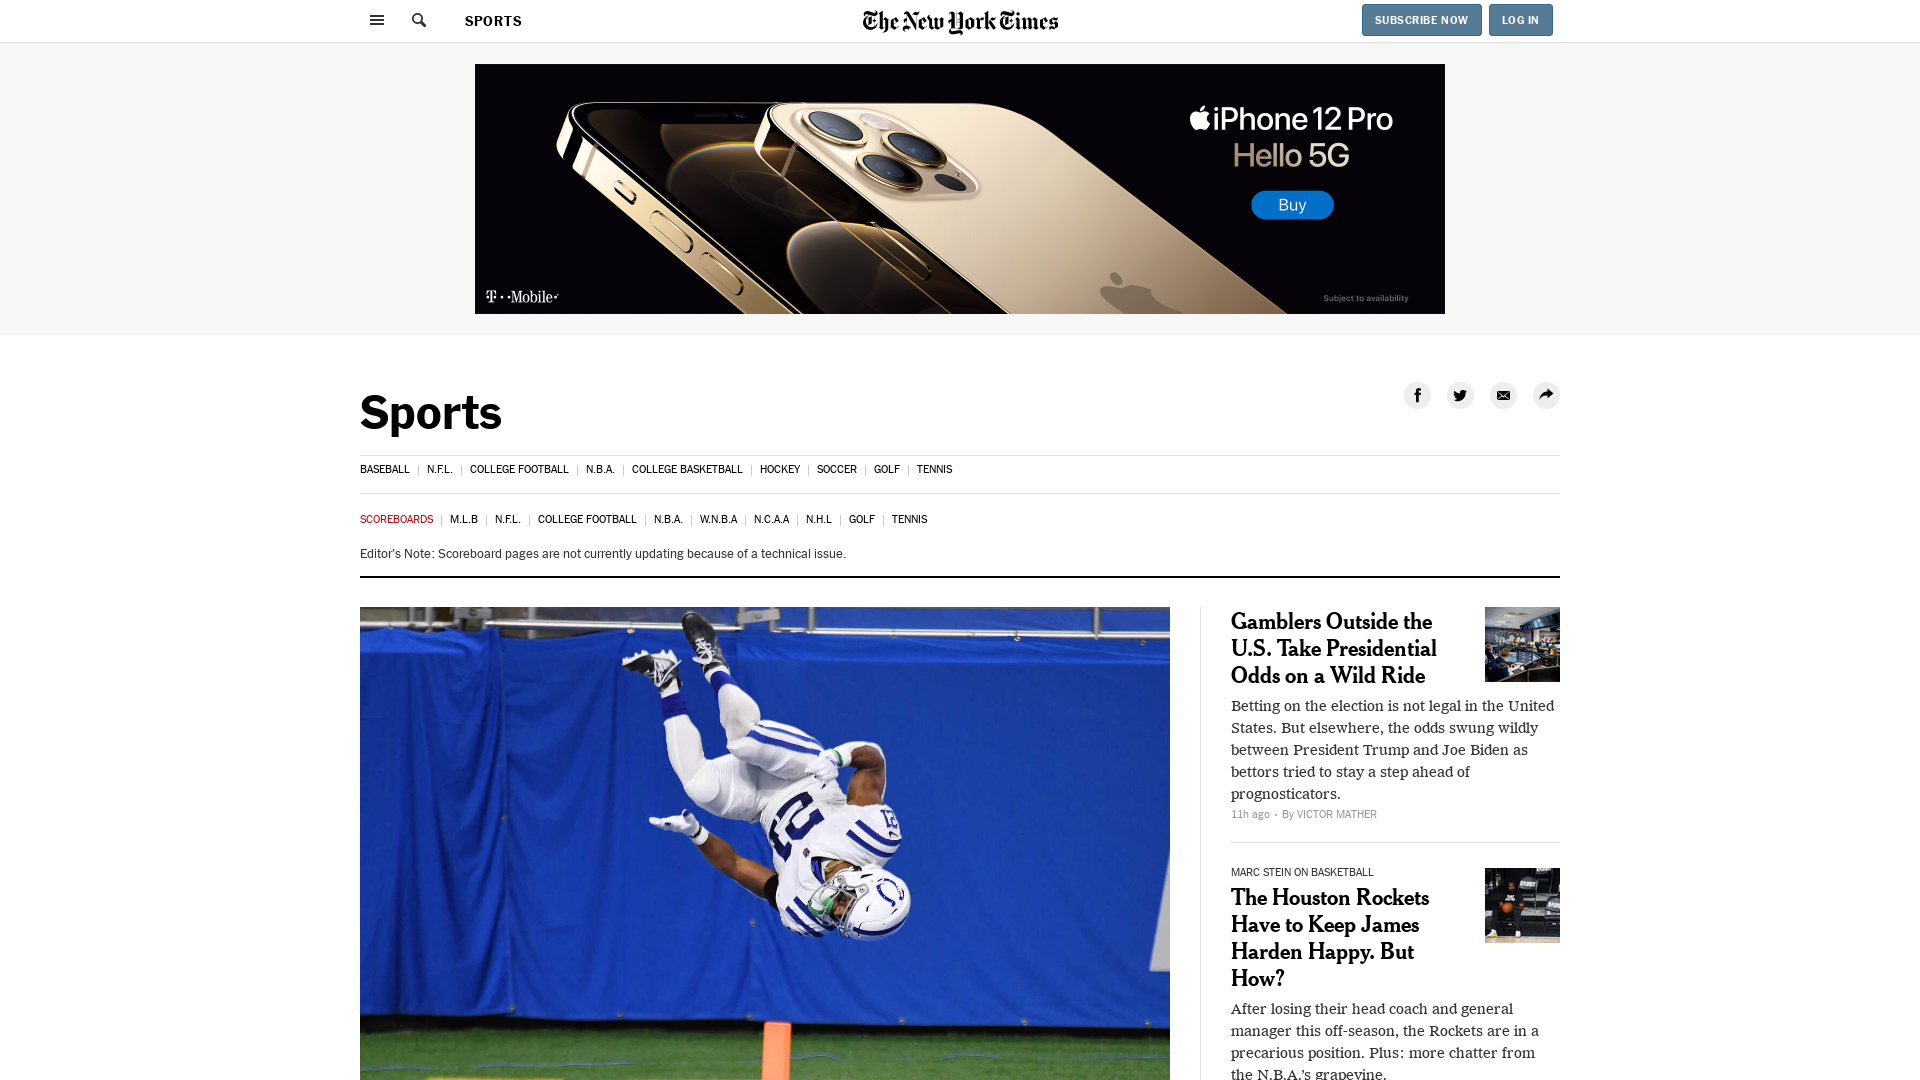 SPORTS
The New York Times
SUBSCRIBE NOW
LOG IN
iPhone 12 Pro
Hello 5G
Buy
T··Mobile·
Subject to availability
Sports
BASEBALL | N.F.L. | COLLEGE FOOTBALL | N.B.A. | COLLEGE BASKETBALL | HOCKEY | SOCCER | GOLF | TENNIS
SCOREBOARDS | M.L.B | N.F.L. | COLLEGE FOOTBALL | N.B.A. | W.N.B.A | N.C.A.A | N.H.L | GOLF | TENNIS
Editor's Note: Scoreboard pages are not currently updating because of a technical issue.
21
Gamblers Outside the
U.S. Take Presidential
Odds on a Wild Ride
Betting on the election is not legal in the United
States. But elsewhere, the odds swung wildly
between President Trump and Joe Biden as
bettors tried to stay a step ahead of
prognosticators.
11h ago • By VICTOR MATHER
MARC STEIN ON BASKETBALL
The Houston Rockets
Have to Keep James
Harden Happy. But
How?
After losing their head coach and general
manager this off-season, the Rockets are in a
precarious position. Plus: more chatter from
the N.B.A.’s grapevine.